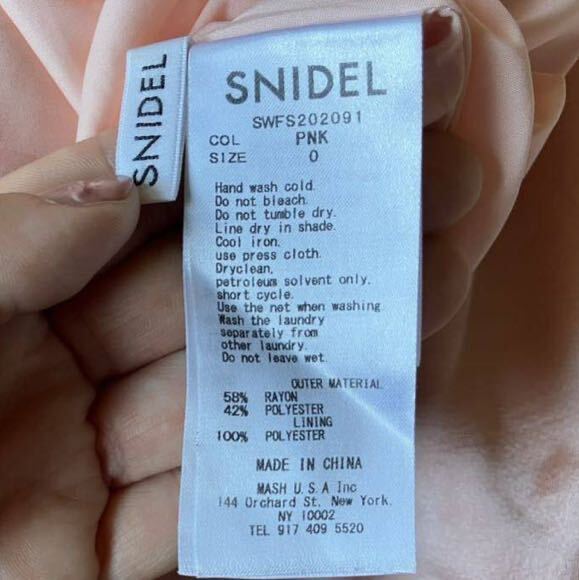 SNIDEL
SNIDEL
SWFS202091
COL PNK
SIZE 0
Hand wash cold.
Do not bleach.
Do not tumble dry.
Line dry in shade.
Cool iron.
use press cloth.
Dryclean,
petroleum solvent only.
short cycle.
Use the net when washing
Wash the laundry
separately from
other laundry.
Do not leave wet.
OUTER MATERIAL
58% RAYON
42% POLYESTER
LINING
100% POLYESTER
MADE IN CHINA
MASH U.S.A Inc
144 Orchard St, New York.
NY 10002
TEL 917 409 5520